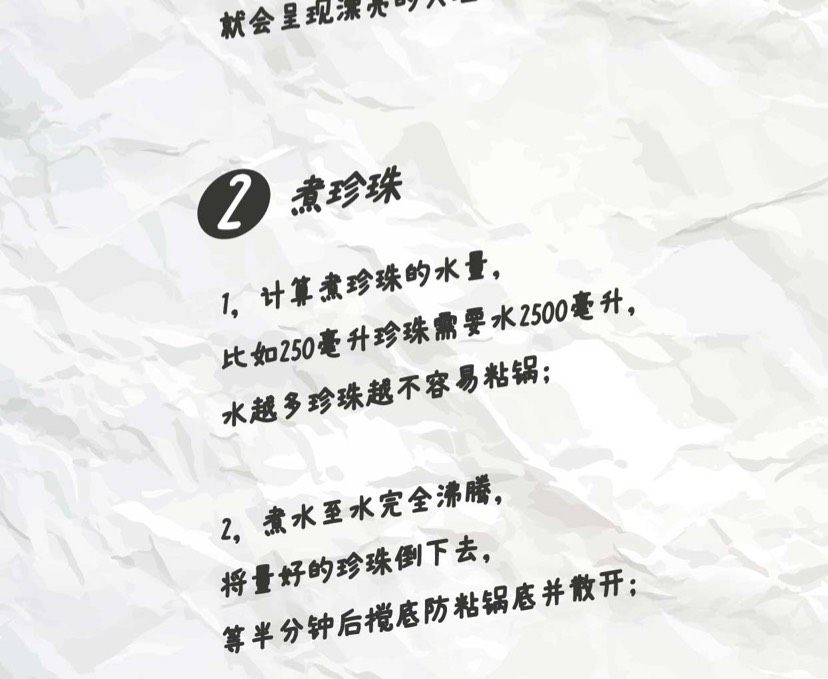 就会呈现漂亮的
2 煮珍珠
1，计算煮珍珠的水量，
比如250毫升珍珠需要水2500毫升，
水越多珍珠越不容易粘锅；
2，煮水至水完全沸腾，
将量好的珍珠倒下去，
等半分钟后搅底防粘锅底并散开；